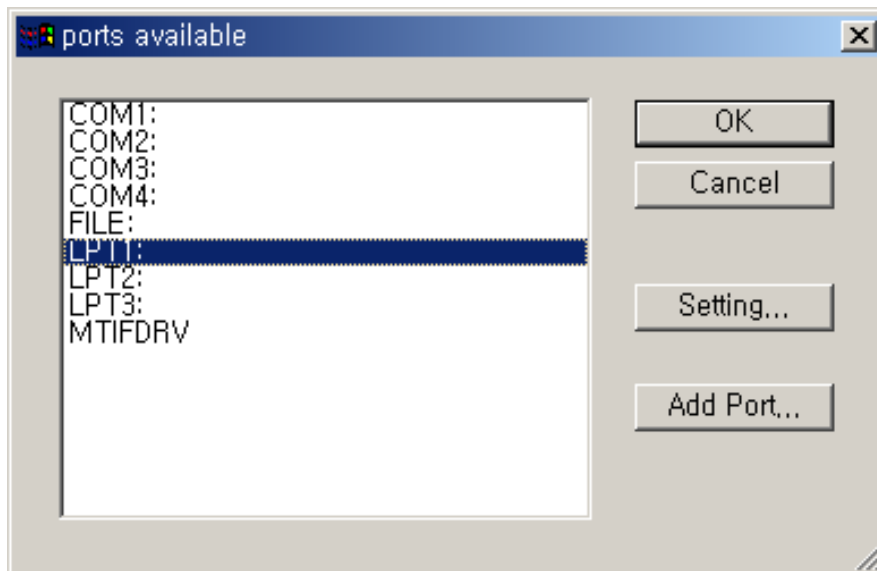 ports available
COM1:
COM2:
COM3:
COM4:
FILE:
LPT1:
LPT2:
LPT3:
MTIFDRV
OK
Cancel
Setting...
Add Port...